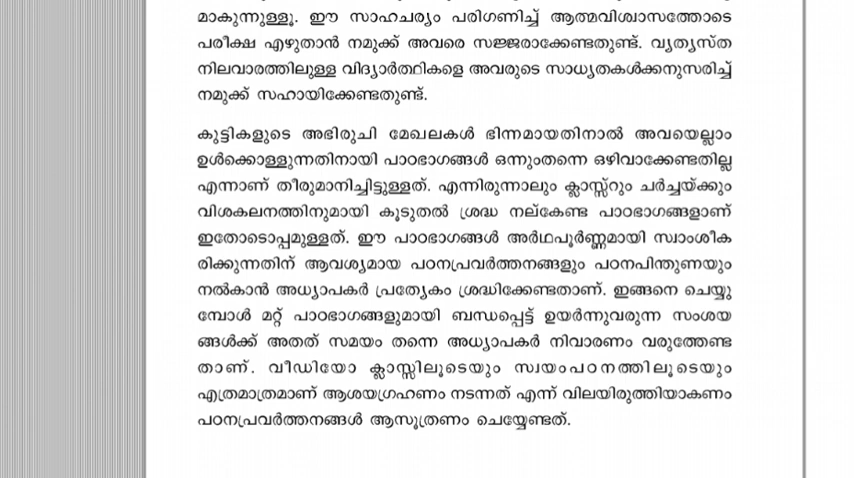 മാകുന്നുള്ളൂ. ഈ സാഹചര്യം പരിഗണിച്ച് ആത്മവിശ്വാസത്തോടെ
പരീക്ഷ എഴുതാൻ നമുക്ക് അവരെ സജ്ജരാക്കേണ്ടതുണ്ട്. വ്യത്യസ്ത
നിലവാരത്തിലുള്ള വിദ്യാർത്ഥികളെ അവരുടെ സാധ്യതകൾക്കനുസരിച്ച്
നമുക്ക് സഹായിക്കേണ്ടതുണ്ട്.
കുട്ടികളുടെ അഭിരുചി മേഖലകൾ ഭിന്നമായതിനാൽ അവയെല്ലാം
ഉൾക്കൊള്ളുന്നതിനായി പാഠഭാഗങ്ങൾ ഒന്നുംതന്നെ ഒഴിവാക്കേണ്ടതില്ല
എന്നാണ് തീരുമാനിച്ചിട്ടുള്ളത്. എന്നിരുന്നാലും ക്ലാസ്സ്റൂം ചർച്ചയ്ക്കും
വിശകലനത്തിനുമായി കൂടുതൽ ശ്രദ്ധ നല്കേണ്ട പാഠഭാഗങ്ങളാണ്
ഇതോടൊപ്പമുള്ളത്. ഈ പാഠഭാഗങ്ങൾ അർഥപൂർണ്ണമായി സ്വാംശീക
രിക്കുന്നതിന് ആവശ്യമായ പഠനപ്രവർത്തനങ്ങളും പഠനപിന്തുണയും
നൽകാൻ അധ്യാപകർ പ്രത്യേകം ശ്രദ്ധിക്കേണ്ടതാണ്. ഇങ്ങനെ ചെയ്യു
മ്പോൾ മറ്റ് പാഠഭാഗങ്ങളുമായി ബന്ധപ്പെട്ട് ഉയർന്നുവരുന്ന സംശയ
ങ്ങൾക്ക് അതത് സമയം തന്നെ അധ്യാപകർ നിവാരണം വരുത്തേണ്ട
താണ്. വീഡിയോ ക്ലാസ്സിലൂടെയും സ്വയംപഠനത്തിലൂടെയും
എത്രമാത്രമാണ് ആശയഗ്രഹണം നടന്നത് എന്ന് വിലയിരുത്തിയാകണം
പഠനപ്രവർത്തനങ്ങൾ ആസൂത്രണം ചെയ്യേണ്ടത്.